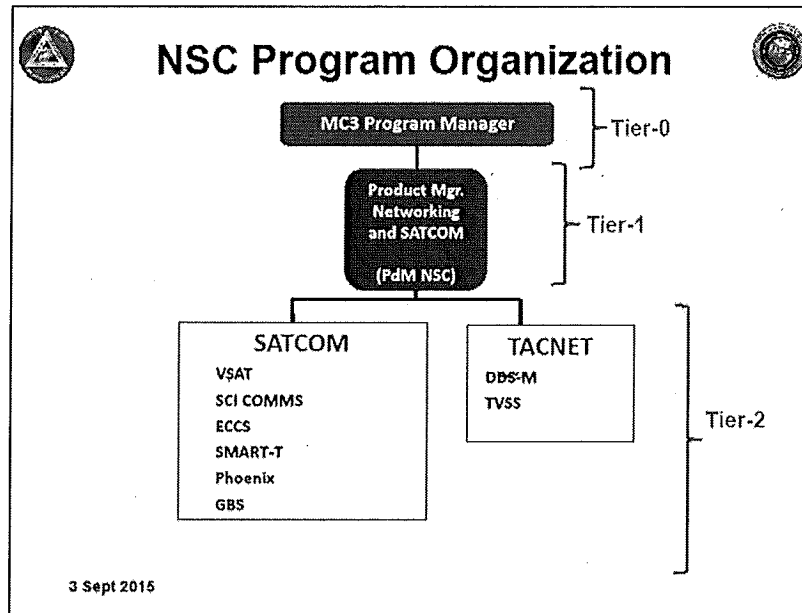 NSC Program Organization
MC3 Program Manager
Tier-0
Product Mgr.
Networking
and SATCOM
(PdM NSC)
Tier-1
SATCOM
VSAT
SCI COMMS
ECCS
SMART-T
Phoenix
GBS
TACNET
DDS-M
TVSS
Tier-2
3 Sept 2015